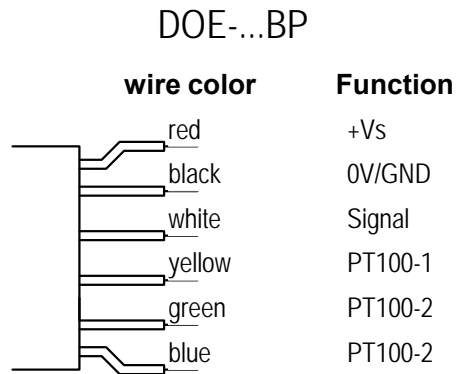 DOE-...BP
wire color Function
red +Vs
black 0V/GND
white Signal
yellow PT100-1
green PT100-2
blue PT100-2